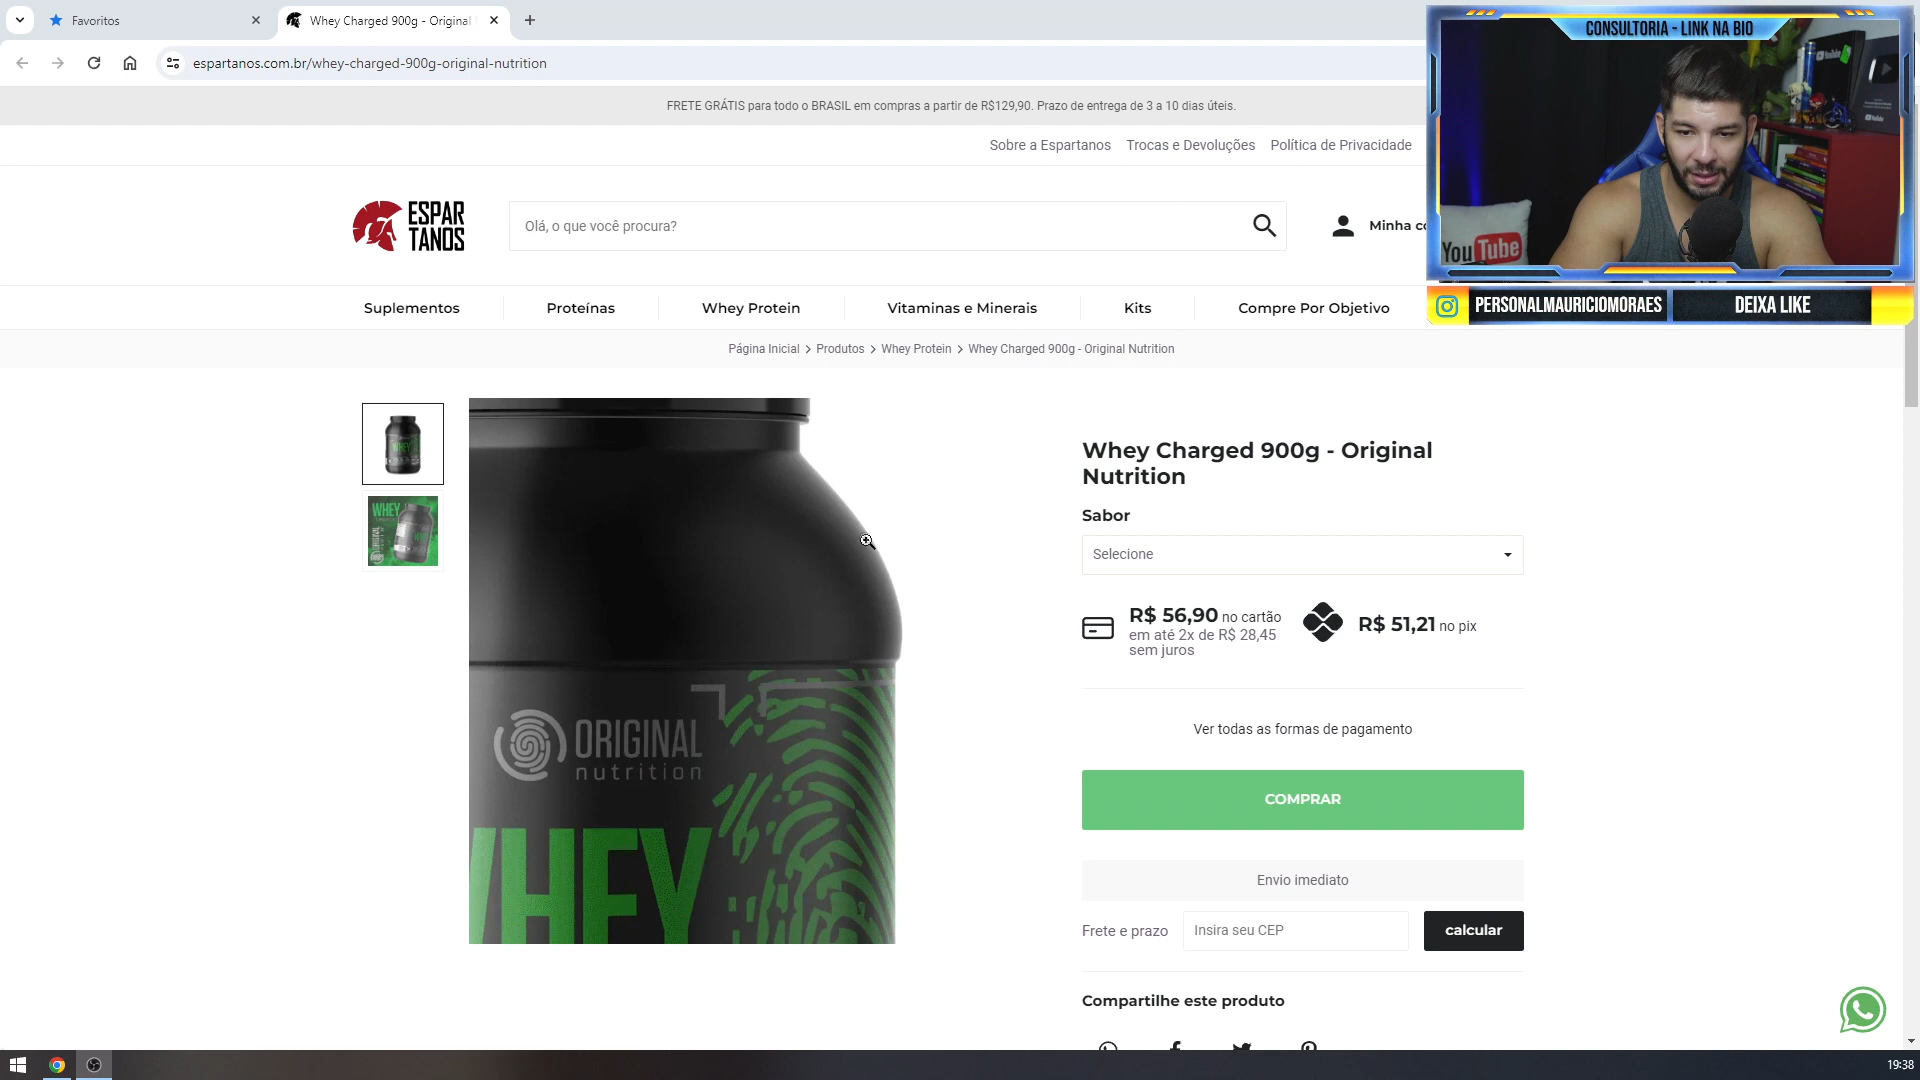 Favoritos
Whey Charged 900g - Original
espartanos.com.br/whey-charged-900g-original-nutrition
CONSULTORIA - LINK NA BIO
YouTube
FRETE GRÁTIS para todo o BRASIL em compras a partir de R$129,90. Prazo de entrega de 3 a 10 dias úteis.
Sobre a Espartanos
Trocas e Devoluções
Política de Privacidade
ESPAR
TANOS
Olá, o que você procura?
Minha co
You Tube
PERSONALMAURICIOMORAES
DEIXA LIKE
Suplementos
Proteínas
Whey Protein
Vitaminas e Minerais
Kits
Compre Por Objetivo
Página Inicial > Produtos > Whey Protein > Whey Charged 900g - Original Nutrition
WHEY
WHEY
ORIGINAL
nutrition
WHEY
Whey Charged 900g - Original
Nutrition
Sabor
Selecione
R$ 56,90 no cartão
em até 2x de R$ 28,45
sem juros
R$ 51,21 no pix
Ver todas as formas de pagamento
COMPRAR
Envio imediato
Frete e prazo
Insira seu CEP
calcular
Compartilhe este produto
19:38